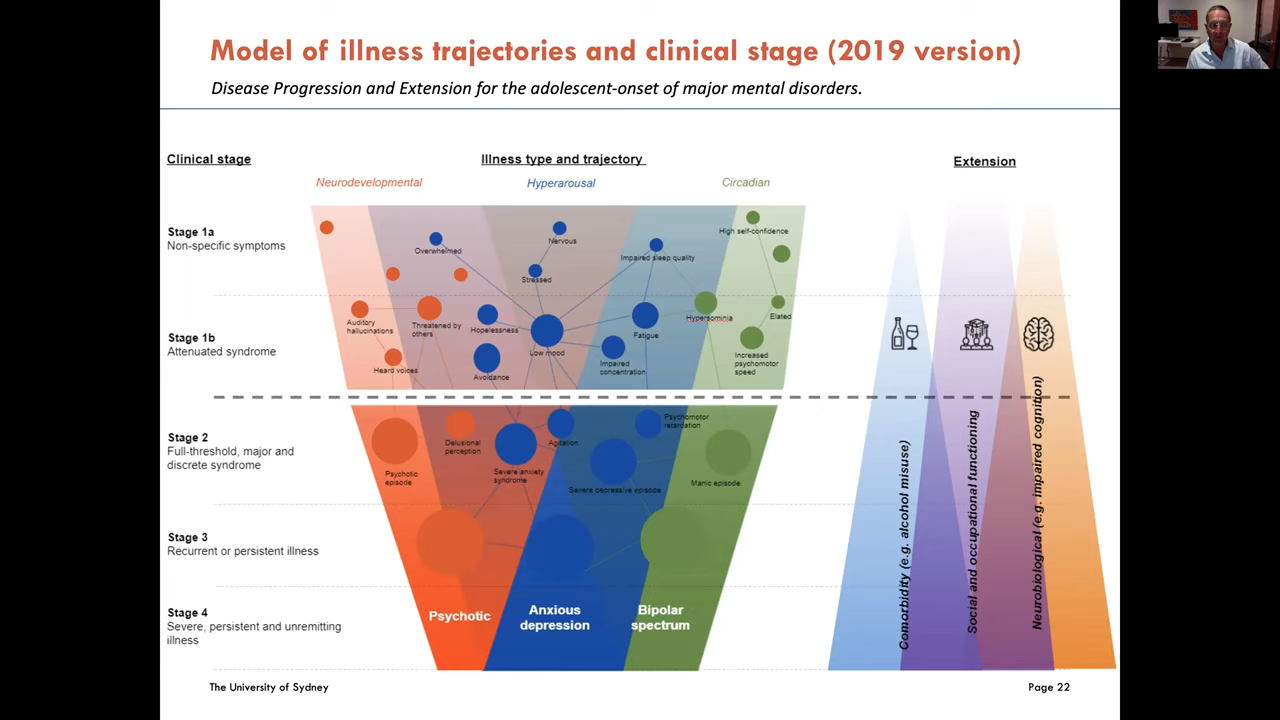 Model of illness trajectories and clinical stage (2019 version)
Disease Progression and Extension for the adolescent-onset of major mental disorders.
Clinical stage
Illness type and trajectory
Extension
Neurodevelopmental
Hyperarousal
Circadian
Stage 1a
Non-specific symptoms
Overwhelmed
Nervous
Stressed
Impaired sleep quality
High self-confidence
Stage 1b
Attenuated syndrome
Auditory
hallucinations
Threatened by
others
Heard voices
Hopelessness
Avoidance
Low mood
Impaired
concentration
Fatigue
Hypersominia
Elated
Increased
psychomotor
speed
Stage 2
Full-threshold, major and
discrete syndrome
Psychotic
episode
Delusional
perception
Severe anxiety
syndrome
Agitation
Psychomotor
retardation
Severe depressive episode
Manic episode
Stage 3
Recurrent or persistent illness
Stage 4
Severe, persistent and unremitting
illness
Psychotic
Anxious
depression
Bipolar
spectrum
Comorbidity (e.g. alcohol misuse)
Social and occupational functioning
Neurobiological (e.g. impaired cognition)
The University of Sydney
Page 22